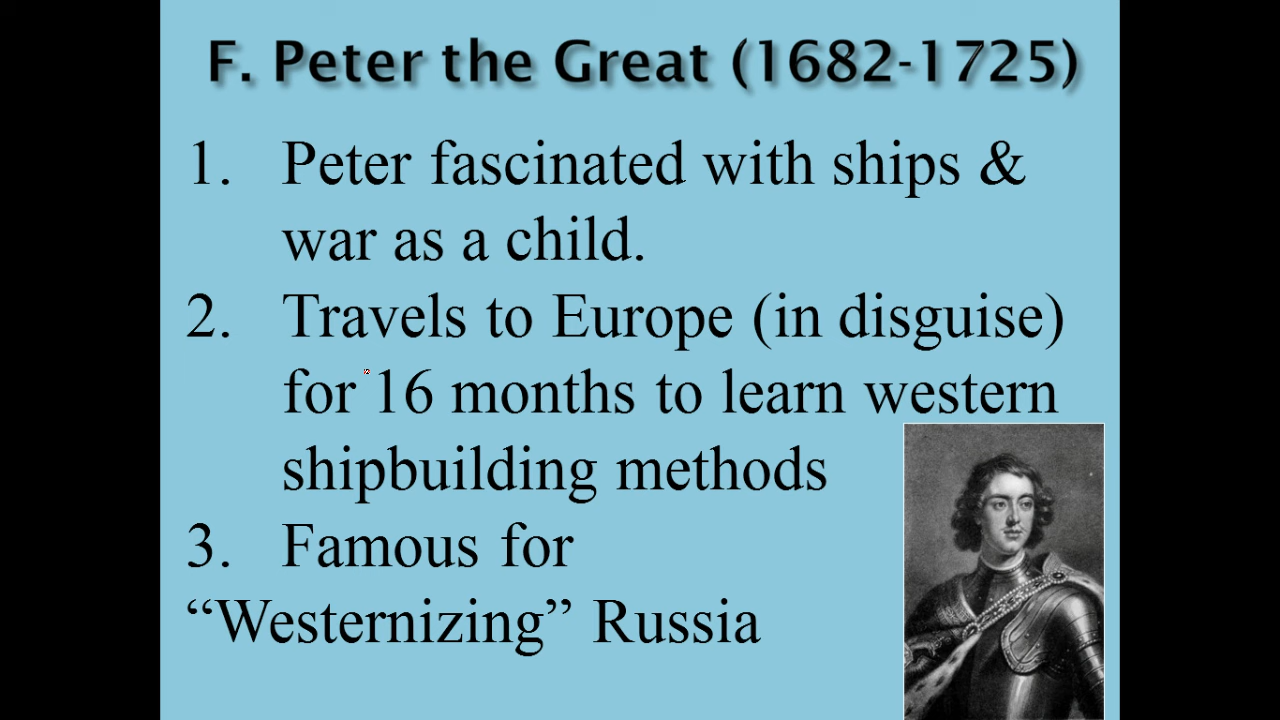 F. Peter the Great (1682-1725)
1. Peter fascinated with ships &
war as a child.
2. Travels to Europe (in disguise)
for 16 months to learn western
shipbuilding methods
3. Famous for
“Westernizing” Russia